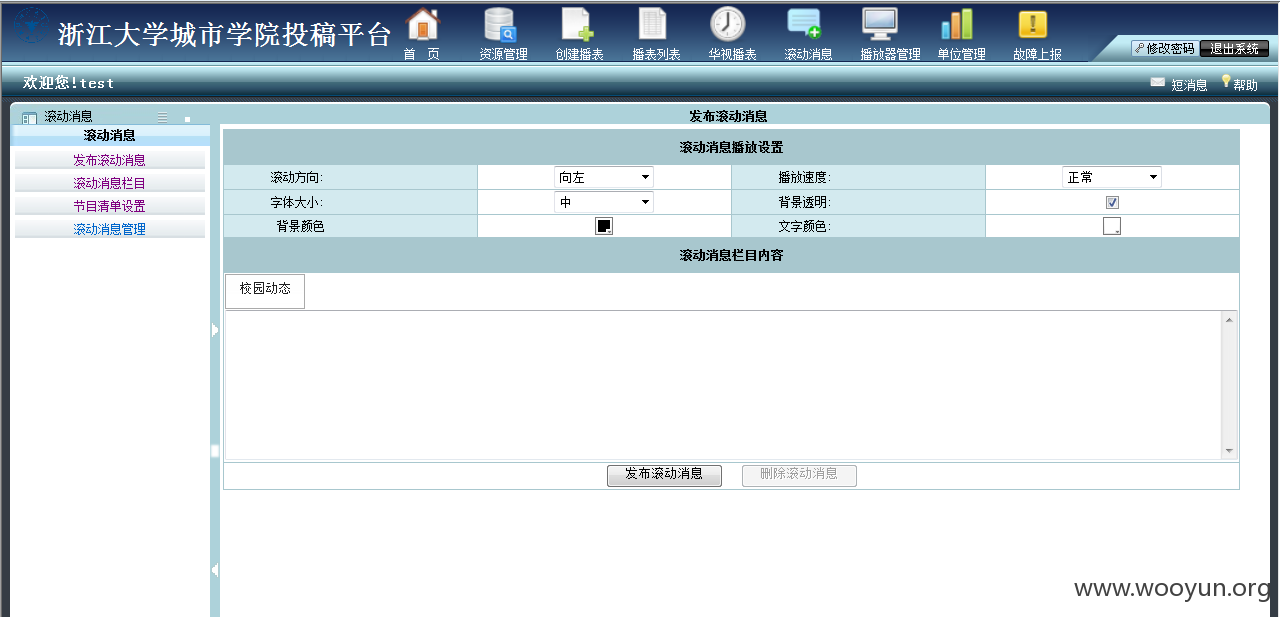 浙江大学城市学院投稿平台
首 页 资源管理 创建播表 播表列表 华视播表 滚动消息 播放器管理 单位管理 故障上报
修改密码 退出系统
欢迎您!test
短消息 帮助
滚动消息
发布滚动消息
滚动消息
发布滚动消息
滚动消息栏目
节目清单设置
滚动消息管理
滚动消息播放设置
滚动方向: 向左 播放速度: 正常
字体大小: 中 背景透明:
背景颜色 文字颜色:
滚动消息栏目内容
校园动态
发布滚动消息 删除滚动消息
www.wooyun.org